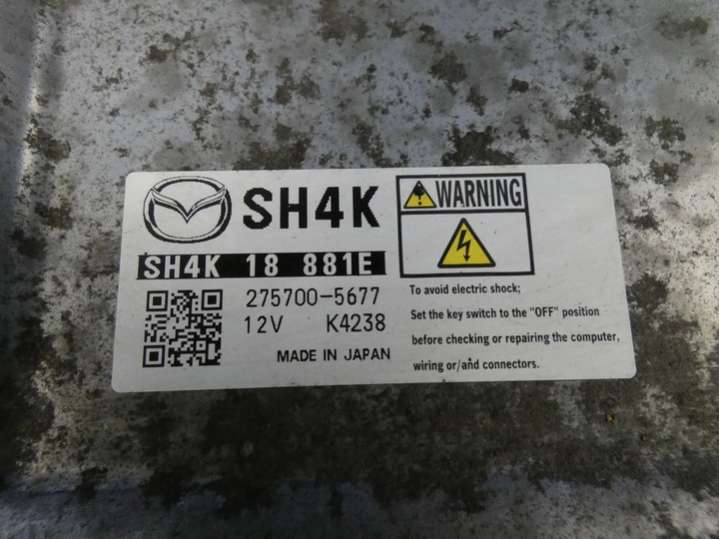 SH4K
SH4K 18 881E
275700-5677
12V K4238
MADE IN JAPAN
WARNING
To avoid electric shock;
Set the key switch to the "OFF" position
before checking or repairing the computer,
wiring or/and connectors.